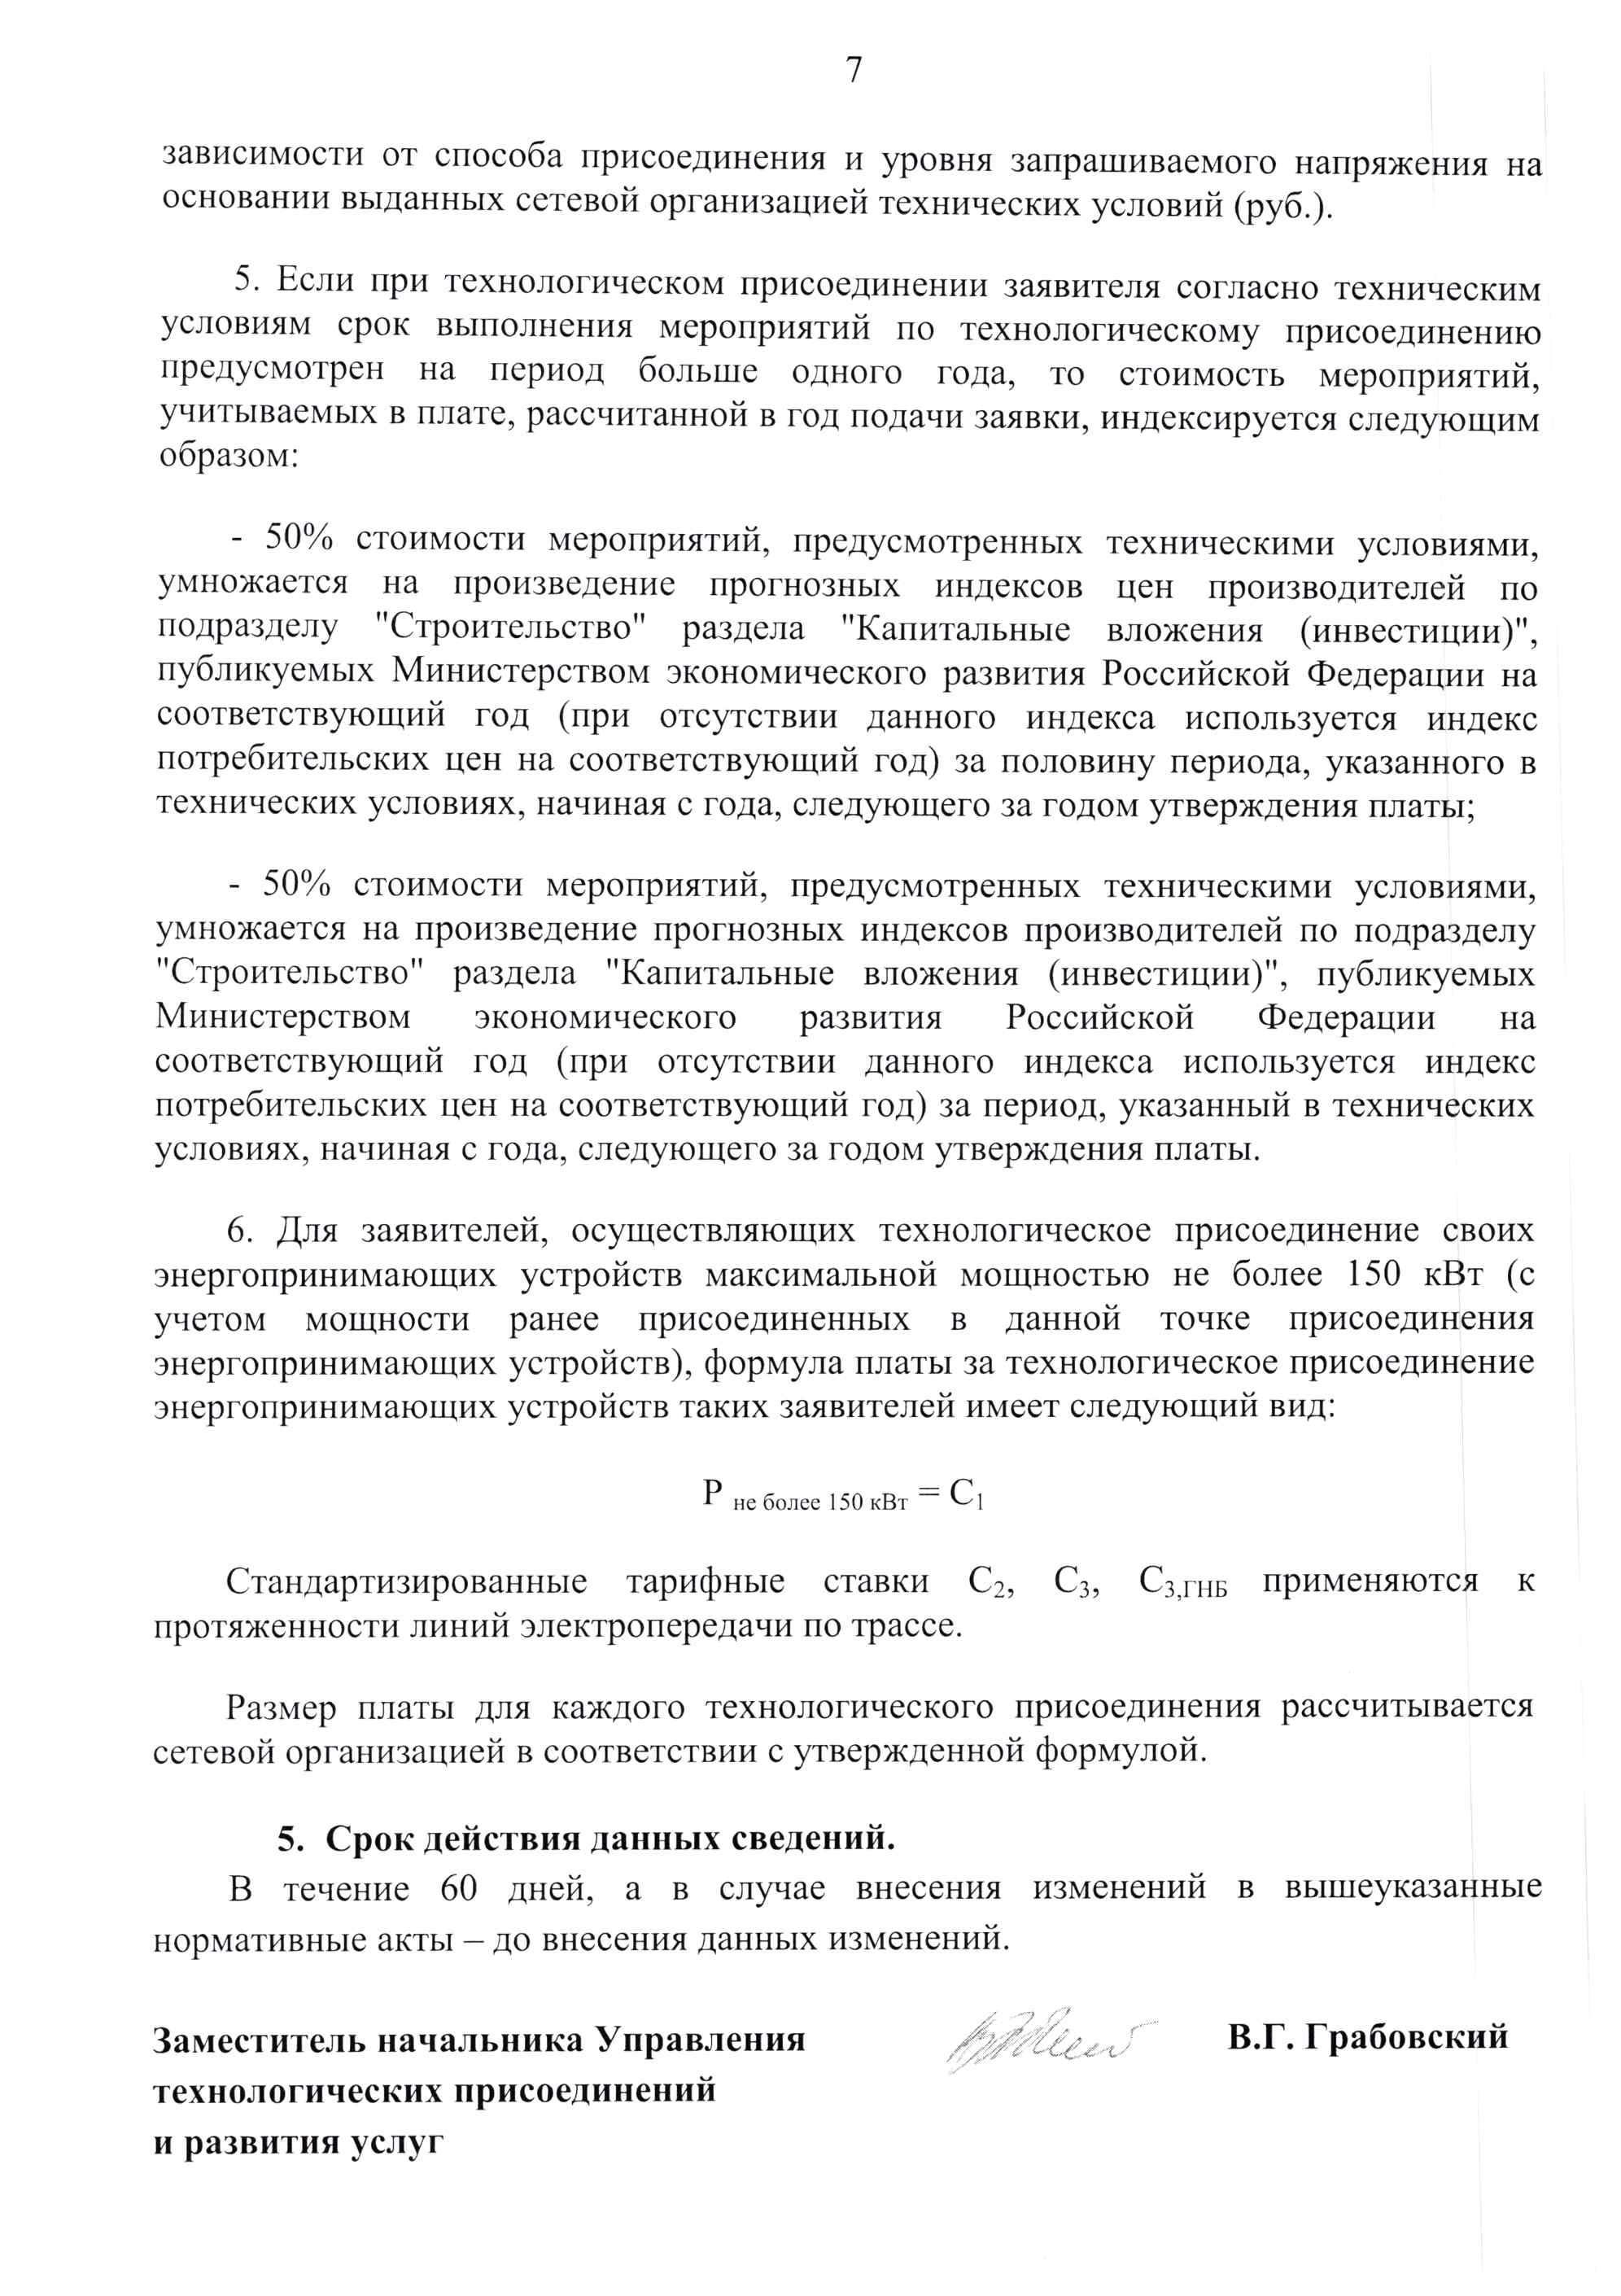 7
зависимости от способа присоединения и уровня запрашиваемого напряжения на
основании выданных сетевой организацией технических условий (руб.).
5. Если при технологическом присоединении заявителя согласно техническим
условиям срок выполнения мероприятий по технологическому присоединению
предусмотрен на период больше одного года, то стоимость мероприятий,
учитываемых в плате, рассчитанной в год подачи заявки, индексируется следующим
образом:
- 50% стоимости мероприятий, предусмотренных техническими условиями,
умножается на произведение прогнозных индексов цен производителей по
подразделу "Строительство" раздела "Капитальные вложения (инвестиции)",
публикуемых Министерством экономического развития Российской Федерации на
соответствующий год (при отсутствии данного индекса используется индекс
потребительских цен на соответствующий год) за половину периода, указанного в
технических условиях, начиная с года, следующего за годом утверждения платы;
- 50% стоимости мероприятий, предусмотренных техническими условиями,
умножается на произведение прогнозных индексов производителей по подразделу
"Строительство" раздела "Капитальные вложения (инвестиции)", публикуемых
Министерством экономического развития Российской Федерации на
соответствующий год (при отсутствии данного индекса используется индекс
потребительских цен на соответствующий год) за период, указанный в технических
условиях, начиная с года, следующего за годом утверждения платы.
6. Для заявителей, осуществляющих технологическое присоединение своих
энергопринимающих устройств максимальной мощностью не более 150 кВт (с
учетом мощности ранее присоединенных в данной точке присоединения
энергопринимающих устройств), формула платы за технологическое присоединение
энергопринимающих устройств таких заявителей имеет следующий вид:
Р не более 150 кВт = С1
Стандартизированные тарифные ставки С2, С3, С3,ГНБ применяются к
протяженности линий электропередачи по трассе.
Размер платы для каждого технологического присоединения рассчитывается
сетевой организацией в соответствии с утвержденной формулой.
5. Срок действия данных сведений.
В течение 60 дней, а в случае внесения изменений в вышеуказанные
нормативные акты – до внесения данных изменений.
Заместитель начальника Управления В.Г. Грабовский
технологических присоединений
и развития услуг